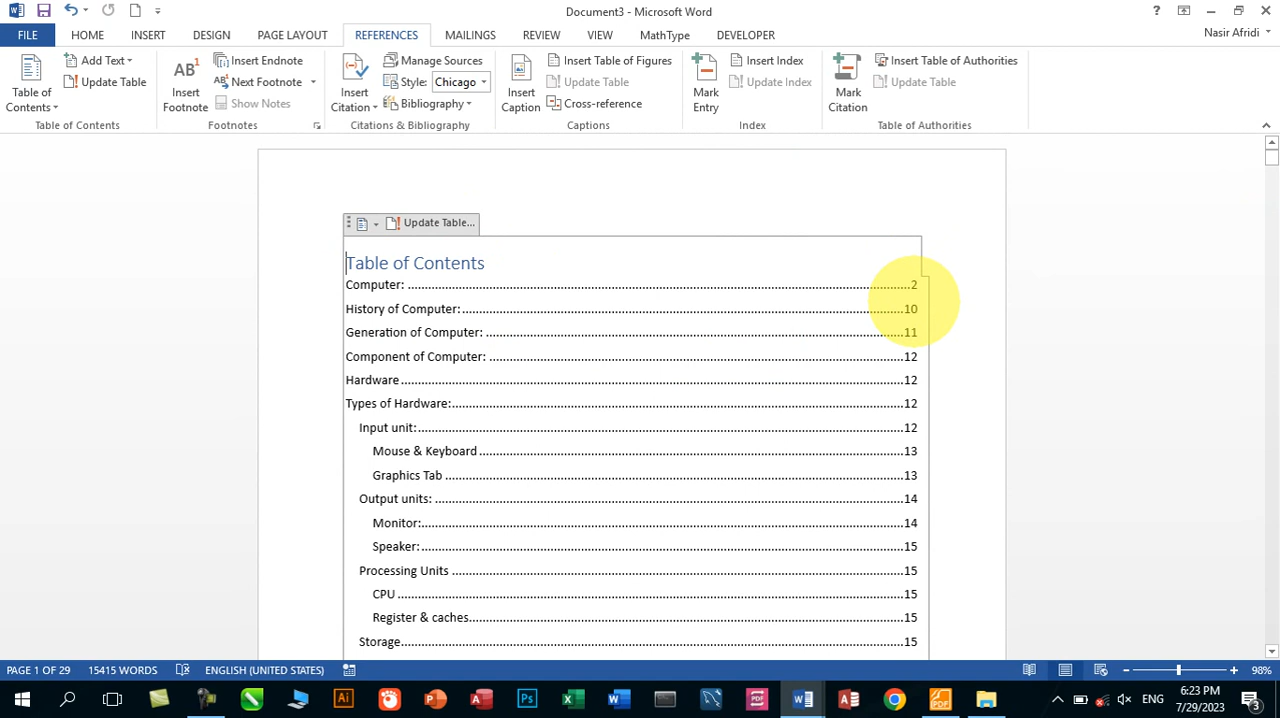 Document3 - Microsoft Word
?
FILE HOME INSERT DESIGN PAGE LAYOUT REFERENCES MAILINGS REVIEW VIEW MathType DEVELOPER Nasir Afridi
Table of Contents
Add Text
Update Table
Table of Contents
AB1
Insert Footnote
Insert Endnote
Next Footnote
Show Notes
Footnotes
Insert Citation
Manage Sources
Style: Chicago
Bibliography
Citations & Bibliography
Insert Caption
Insert Table of Figures
Update Table
Cross-reference
Captions
Mark Entry
Insert Index
Update Index
Index
Mark Citation
Insert Table of Authorities
Update Table
Table of Authorities
Update Table...
Table of Contents
Computer: 2
History of Computer: 10
Generation of Computer: 11
Component of Computer: 12
Hardware 12
Types of Hardware: 12
Input unit: 12
Mouse & Keyboard 13
Graphics Tab 13
Output units: 14
Monitor: 14
Speaker: 15
Processing Units 15
CPU 15
Register & caches 15
Storage 15
PAGE 1 OF 29 15415 WORDS ENGLISH (UNITED STATES) 98%
ENG
6:23 PM
7/29/2023
3